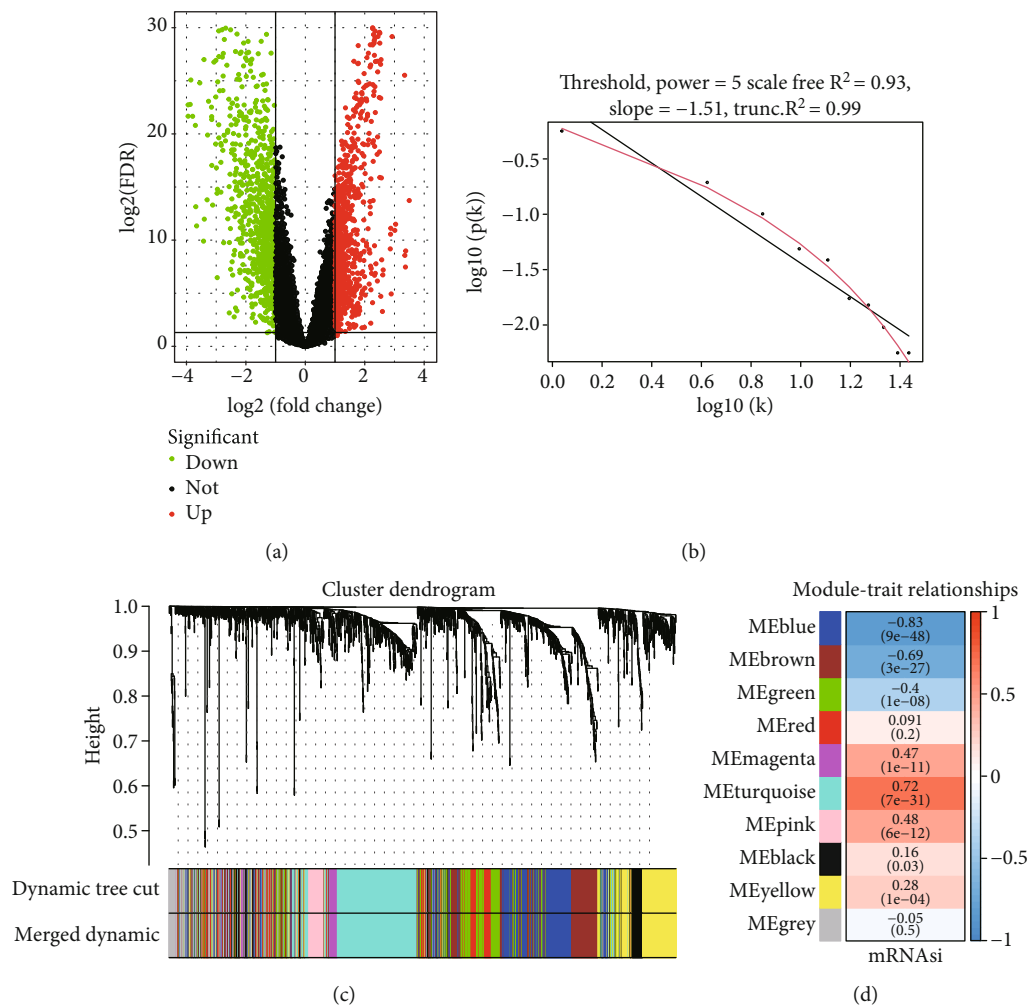 30
20
10
0
log2(FDR)
−4 −2 0 2 4
log2 (fold change)
Significant
Down
Not
Up
(a)
Threshold, power = 5 scale free R² = 0.93,
slope = −1.51, trunc.R² = 0.99
−0.5
−1.0
−1.5
−2.0
log10 (p(k))
0.0 0.2 0.4 0.6 0.8 1.0 1.2 1.4
log10 (k)
(b)
Cluster dendrogram
1.0
0.9
0.8
0.7
0.6
0.5
Height
Dynamic tree cut
Merged dynamic
(c)
Module-trait relationships
MEblue −0.83
(9e−48)
MEbrown −0.69
(3e−27)
MEgreen −0.4
(1e−08)
MEred 0.091
(0.2)
MEmagenta 0.47
(1e−11)
MEturquoise 0.72
(7e−31)
MEpink 0.48
(6e−12)
MEblack 0.16
(0.03)
MEyellow 0.28
(1e−04)
MEgrey −0.05
(0.5)
1
0.5
0
−0.5
−1
mRNAsi
(d)